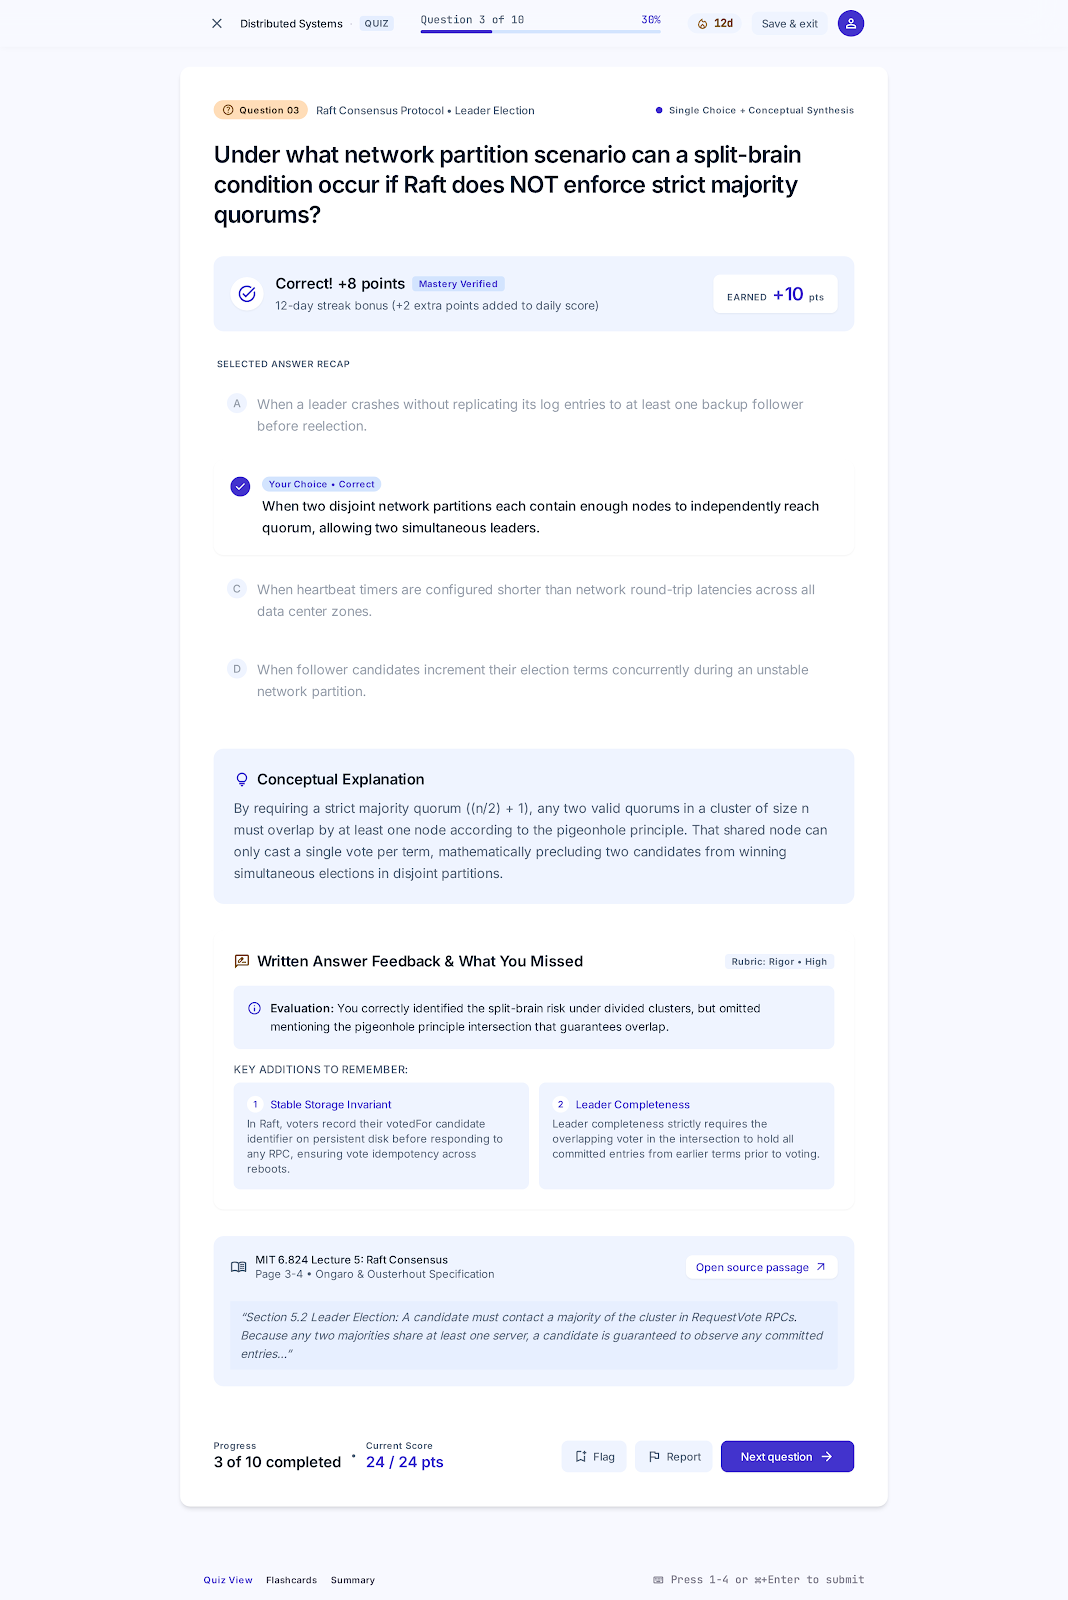 Distributed Systems · QUIZ
Question 3 of 10 30%
12d
Save & exit
Question 03
Raft Consensus Protocol • Leader Election
Single Choice + Conceptual Synthesis
Under what network partition scenario can a split-brain
condition occur if Raft does NOT enforce strict majority
quorums?
Correct! +8 points Mastery Verified
12-day streak bonus (+2 extra points added to daily score)
EARNED +10 pts
SELECTED ANSWER RECAP
A When a leader crashes without replicating its log entries to at least one backup follower
before reelection.
Your Choice • Correct
When two disjoint network partitions each contain enough nodes to independently reach
quorum, allowing two simultaneous leaders.
C When heartbeat timers are configured shorter than network round-trip latencies across all
data center zones.
D When follower candidates increment their election terms concurrently during an unstable
network partition.
Conceptual Explanation
By requiring a strict majority quorum ((n/2) + 1), any two valid quorums in a cluster of size n
must overlap by at least one node according to the pigeonhole principle. That shared node can
only cast a single vote per term, mathematically precluding two candidates from winning
simultaneous elections in disjoint partitions.
Written Answer Feedback & What You Missed
Rubric: Rigor • High
Evaluation: You correctly identified the split-brain risk under divided clusters, but omitted
mentioning the pigeonhole principle intersection that guarantees overlap.
KEY ADDITIONS TO REMEMBER:
1 Stable Storage Invariant
In Raft, voters record their votedFor candidate
identifier on persistent disk before responding to
any RPC, ensuring vote idempotency across
reboots.
2 Leader Completeness
Leader completeness strictly requires the
overlapping voter in the intersection to hold all
committed entries from earlier terms prior to voting.
MIT 6.824 Lecture 5: Raft Consensus
Page 3-4 • Ongaro & Ousterhout Specification
Open source passage
“Section 5.2 Leader Election: A candidate must contact a majority of the cluster in RequestVote RPCs.
Because any two majorities share at least one server, a candidate is guaranteed to observe any committed
entries...”
Progress
3 of 10 completed
•
Current Score
24 / 24 pts
Flag
Report
Next question
Quiz View Flashcards Summary
Press 1-4 or ⌘+Enter to submit